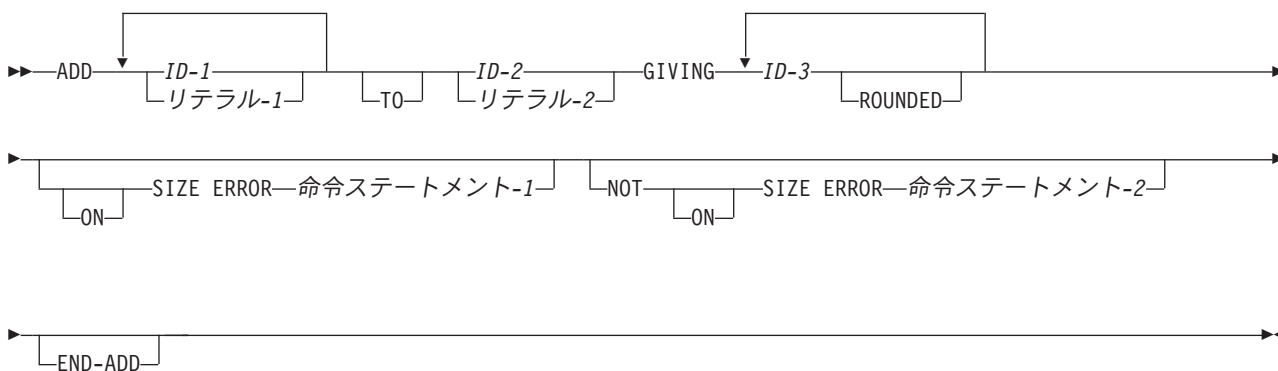 ADD ID-1 TO ID-2 GIVING ID-3
リテラル-1 リテラル-2 ROUNDED
SIZE ERROR 命令ステートメント-1 NOT SIZE ERROR 命令ステートメント-2
ON ON
END-ADD